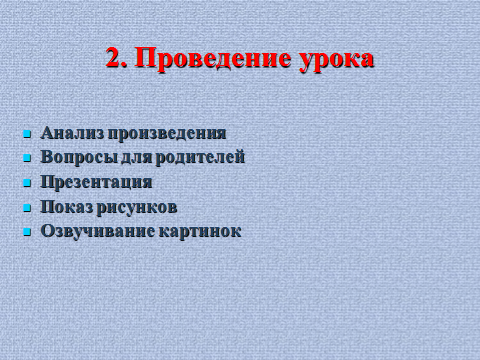 2. Проведение урока
Анализ произведения
Вопросы для родителей
Презентация
Показ рисунков
Озвучивание картинок